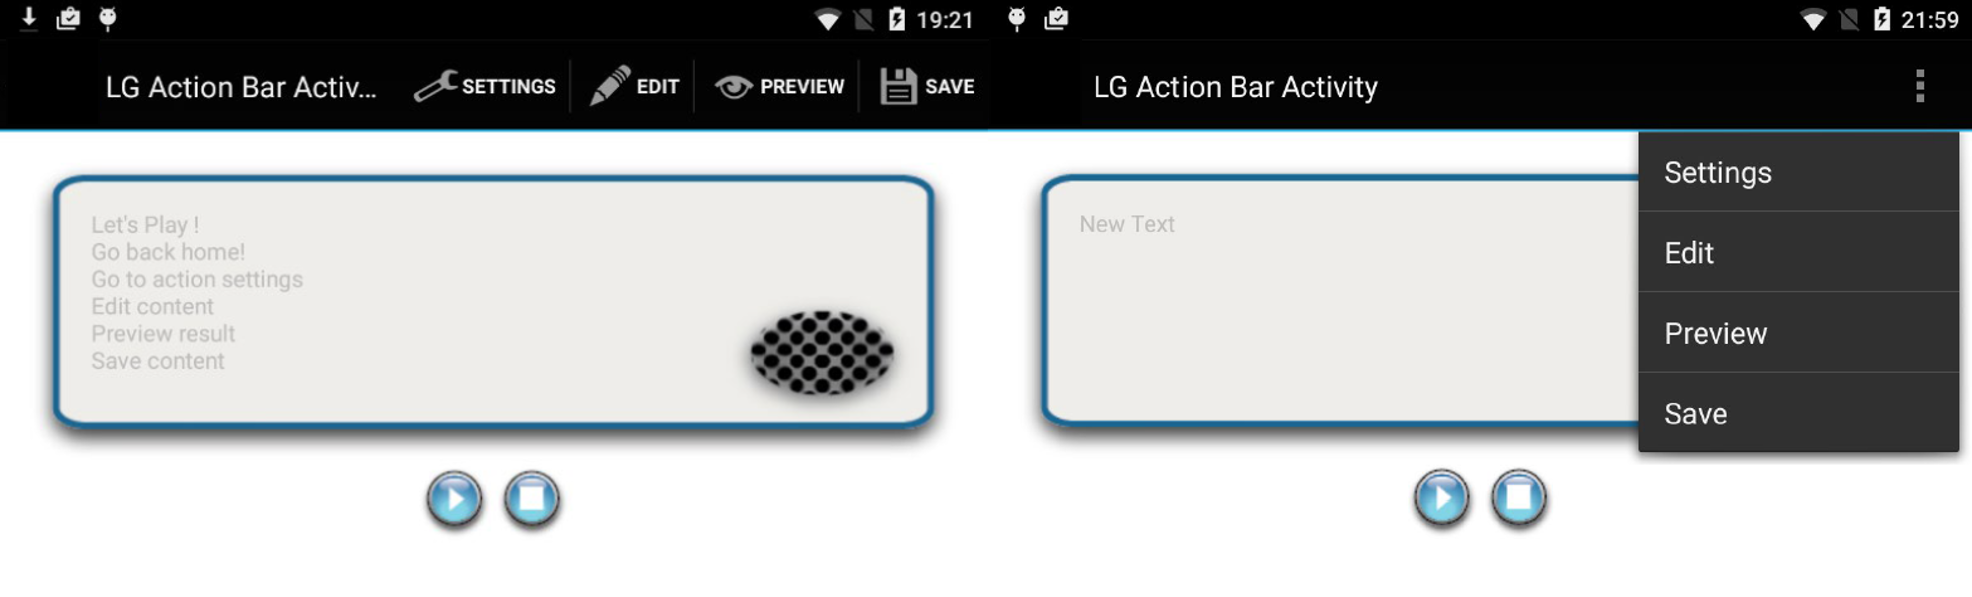 19:21
LG Action Bar Activ... SETTINGS EDIT PREVIEW SAVE
Let's Play !
Go back home!
Go to action settings
Edit content
Preview result
Save content
21:59
LG Action Bar Activity
New Text
Settings
Edit
Preview
Save